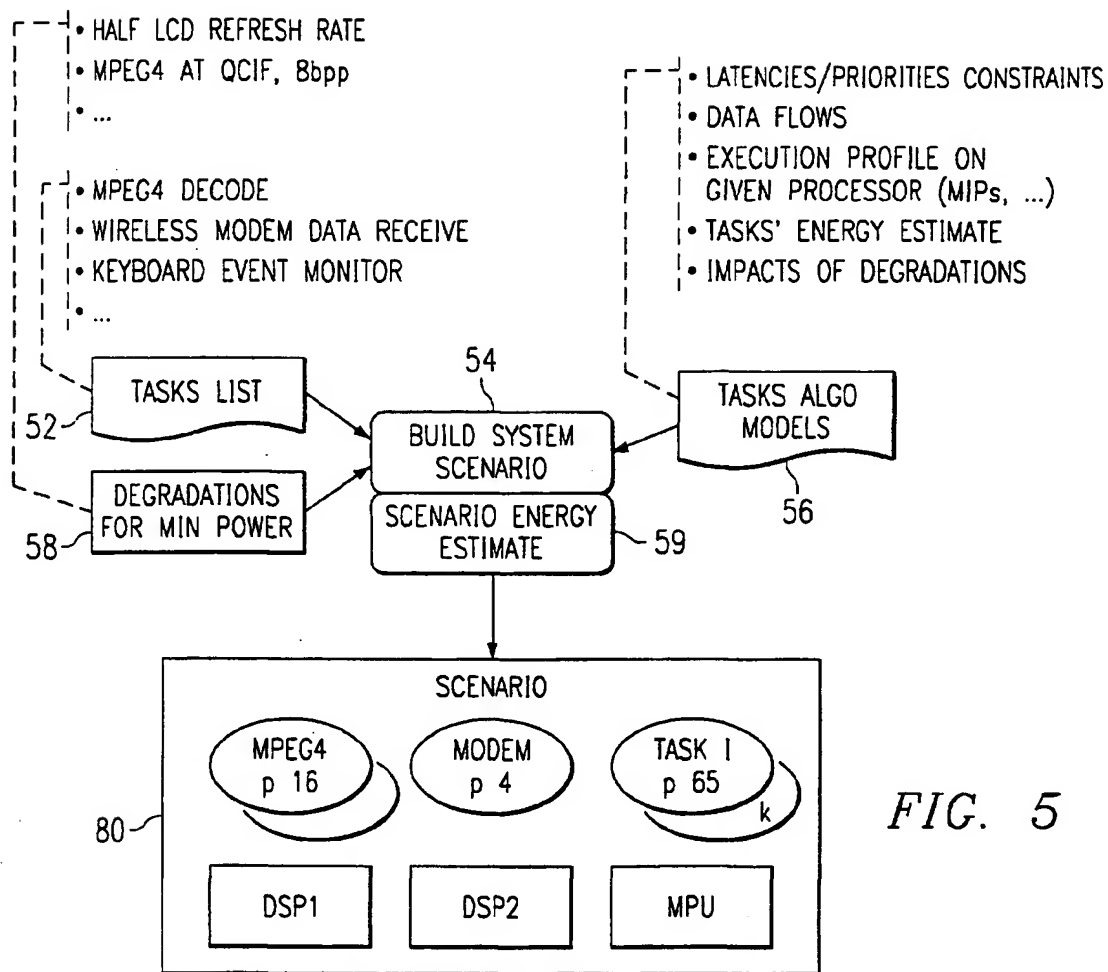 • HALF LCD REFRESH RATE
• MPEG4 AT QCIF, 8bpp
• ...
• MPEG4 DECODE
• WIRELESS MODEM DATA RECEIVE
• KEYBOARD EVENT MONITOR
• ...
• LATENCIES/PRIORITIES CONSTRAINTS
• DATA FLOWS
• EXECUTION PROFILE ON
GIVEN PROCESSOR (MIPs, ...)
• TASKS' ENERGY ESTIMATE
• IMPACTS OF DEGRADATIONS
TASKS LIST
52
DEGRADATIONS
FOR MIN POWER
58
54
BUILD SYSTEM
SCENARIO
SCENARIO ENERGY
ESTIMATE
59
TASKS ALGO
MODELS
56
SCENARIO
MPEG4
p 16
MODEM
p 4
TASK I
p 65
k
80
DSP1
DSP2
MPU
FIG. 5